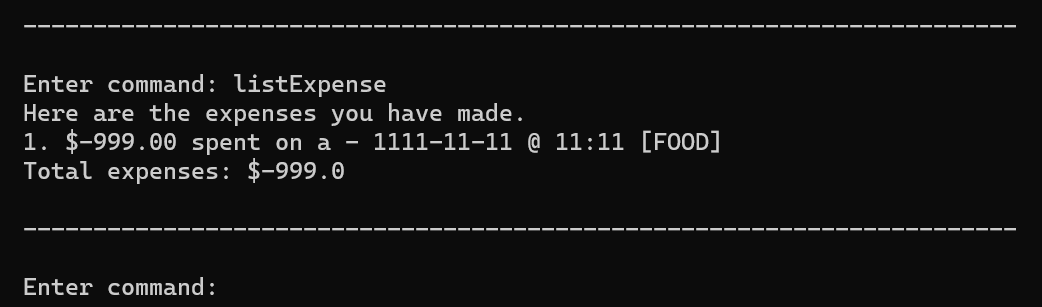 ------------------------------------------------------------------------
Enter command: listExpense
Here are the expenses you have made.
1. $-999.00 spent on a - 1111-11-11 @ 11:11 [FOOD]
Total expenses: $-999.0
------------------------------------------------------------------------
Enter command: